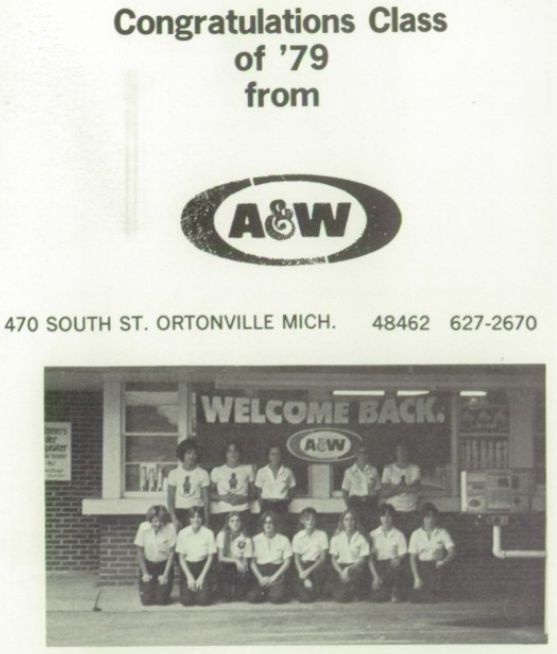 Congratulations Class
of '79
from
A&W
470 SOUTH ST. ORTONVILLE MICH. 48462 627-2670
WELCOME BACK.
A&W